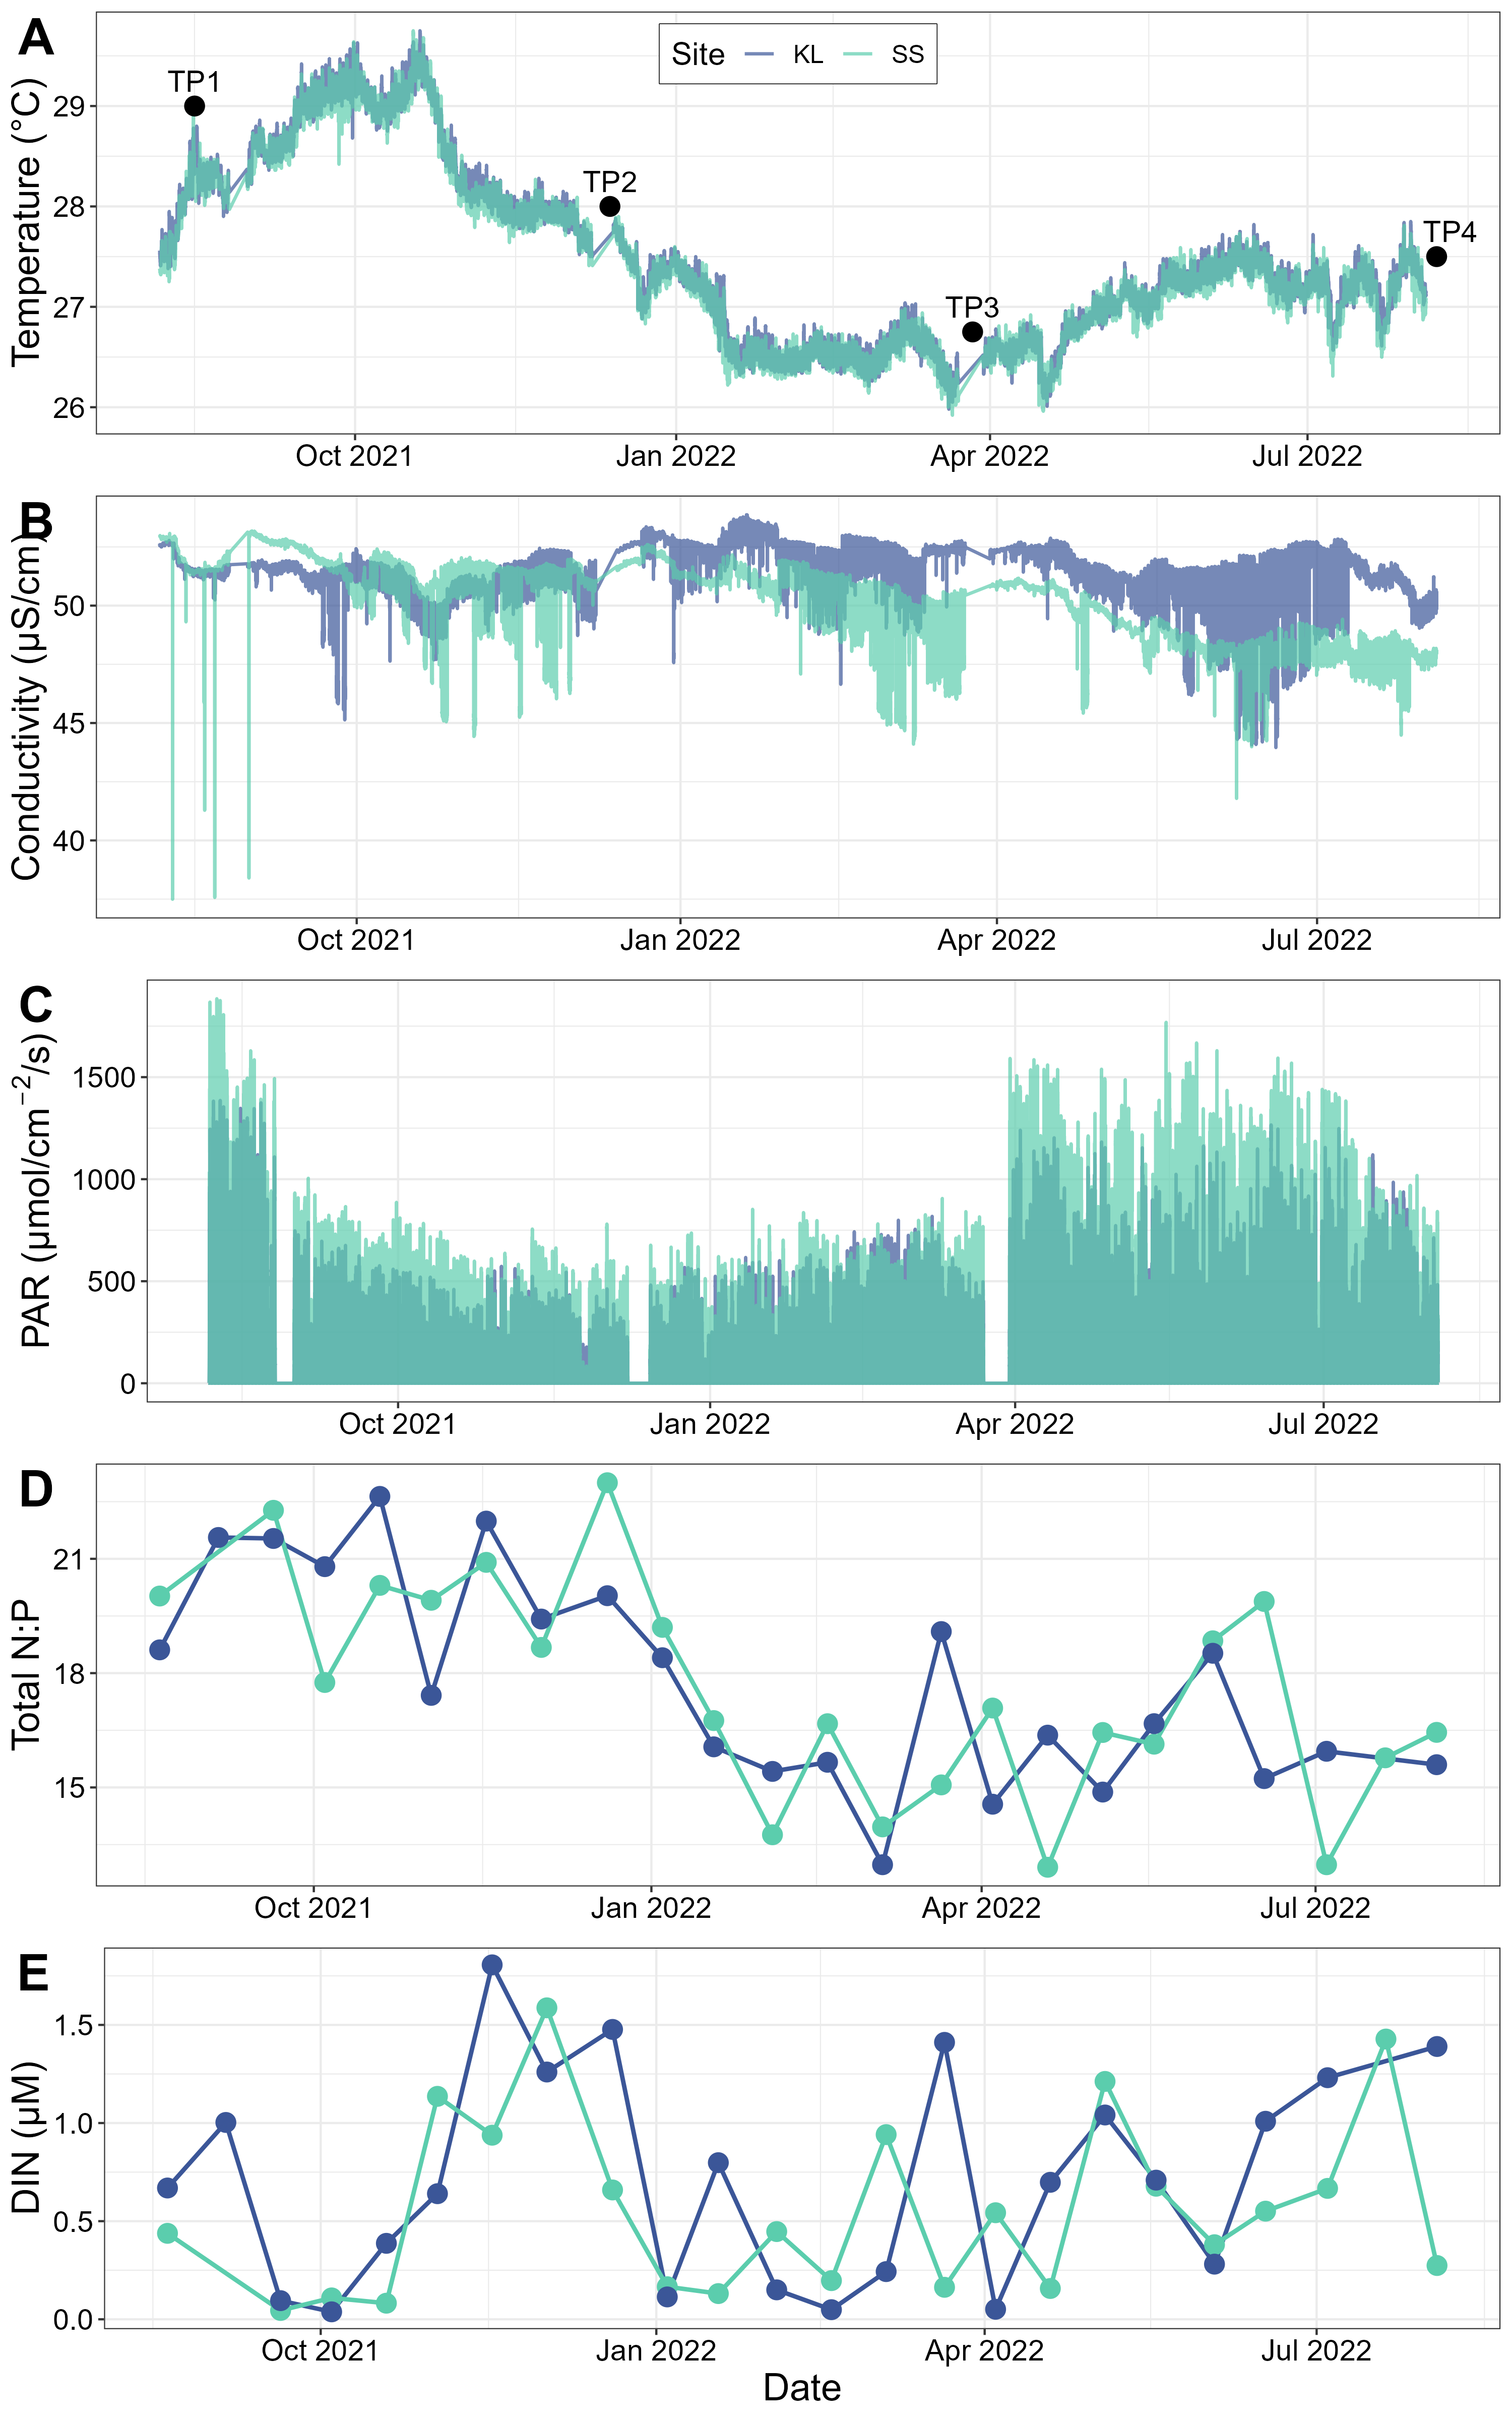 A
Temperature (°C)
29
28
27
26
TP1
TP2
TP3
TP4
Site KL SS
Oct 2021 Jan 2022 Apr 2022 Jul 2022
B
Conductivity (µS/cm)
50
45
40
Oct 2021 Jan 2022 Apr 2022 Jul 2022
C
PAR (µmol/cm⁻²/s)
1500
1000
500
0
Oct 2021 Jan 2022 Apr 2022 Jul 2022
D
Total N:P
21
18
15
Oct 2021 Jan 2022 Apr 2022 Jul 2022
E
DIN (µM)
1.5
1.0
0.5
0.0
Oct 2021 Jan 2022 Apr 2022 Jul 2022
Date